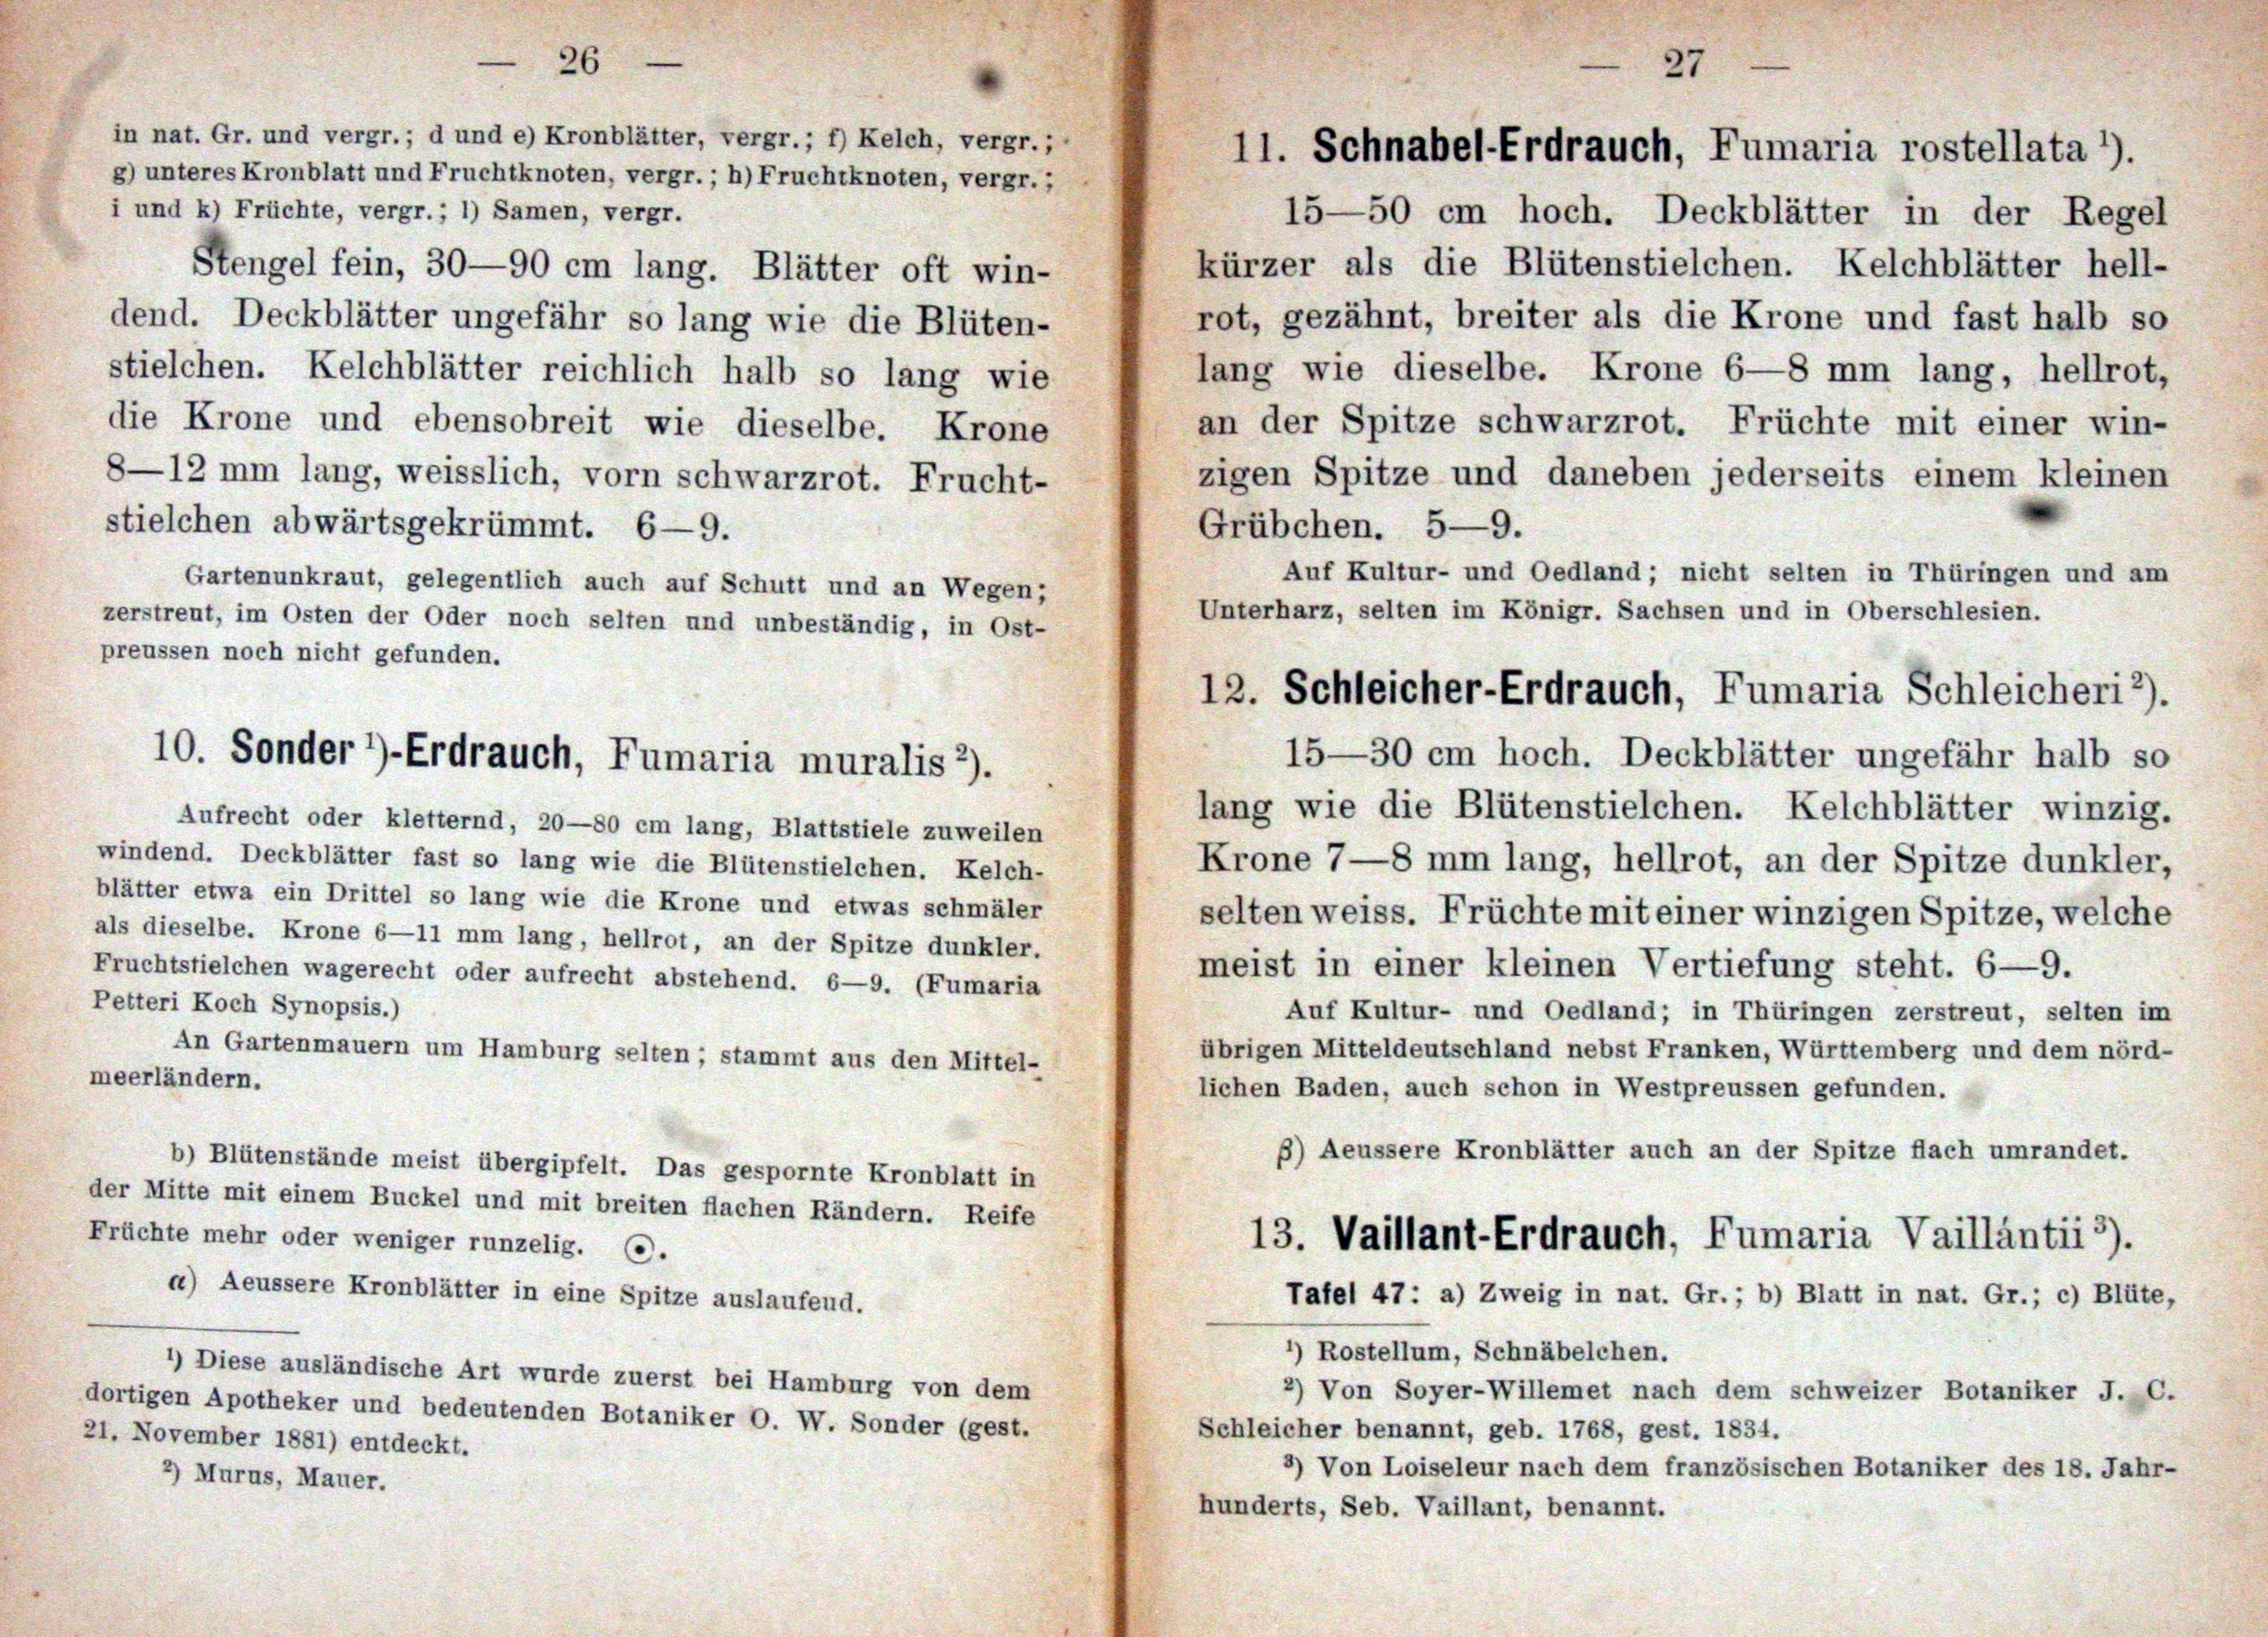 — 26 —
in nat. Gr. und vergr.; d und e) Kronblätter, vergr.; f) Kelch, vergr.;
g) unteres Kronblatt und Fruchtknoten, vergr.; h) Fruchtknoten, vergr.;
i und k) Früchte, vergr.; l) Samen, vergr.
Stengel fein, 30—90 cm lang. Blätter oft win-
dend. Deckblätter ungefähr so lang wie die Blüten-
stielchen. Kelchblätter reichlich halb so lang wie
die Krone und ebensobreit wie dieselbe. Krone
8—12 mm lang, weisslich, vorn schwarzrot. Frucht-
stielchen abwärtsgekrümmt. 6—9.
Gartenunkraut, gelegentlich auch auf Schutt und an Wegen;
zerstreut, im Osten der Oder noch selten und unbeständig, in Ost-
preussen noch nicht gefunden.
10. Sonder ¹)-Erdrauch, Fumaria muralis ²).
Aufrecht oder kletternd, 20—80 cm lang, Blattstiele zuweilen
windend. Deckblätter fast so lang wie die Blütenstielchen. Kelch-
blätter etwa ein Drittel so lang wie die Krone und etwas schmäler
als dieselbe. Krone 6—11 mm lang, hellrot, an der Spitze dunkler.
Fruchtstielchen wagerecht oder aufrecht abstehend. 6—9. (Fumaria
Petteri Koch Synopsis.)
An Gartenmauern um Hamburg selten; stammt aus den Mittel-
meerländern.
b) Blütenstände meist übergipfelt. Das gespornte Kronblatt in
der Mitte mit einem Buckel und mit breiten flachen Rändern. Reife
Früchte mehr oder weniger runzelig. ⊙.
α) Aeussere Kronblätter in eine Spitze auslaufend.
¹) Diese ausländische Art wurde zuerst bei Hamburg von dem
dortigen Apotheker und bedeutenden Botaniker O. W. Sonder (gest.
21. November 1881) entdeckt.
²) Murus, Mauer.
— 27 —
11. Schnabel-Erdrauch, Fumaria rostellata ¹).
15—50 cm hoch. Deckblätter in der Regel
kürzer als die Blütenstielchen. Kelchblätter hell-
rot, gezähnt, breiter als die Krone und fast halb so
lang wie dieselbe. Krone 6—8 mm lang, hellrot,
an der Spitze schwarzrot. Früchte mit einer win-
zigen Spitze und daneben jederseits einem kleinen
Grübchen. 5—9.
Auf Kultur- und Oedland; nicht selten in Thüringen und am
Unterharz, selten im Königr. Sachsen und in Oberschlesien.
12. Schleicher-Erdrauch, Fumaria Schleicheri ²).
15—30 cm hoch. Deckblätter ungefähr halb so
lang wie die Blütenstielchen. Kelchblätter winzig.
Krone 7—8 mm lang, hellrot, an der Spitze dunkler,
selten weiss. Früchte mit einer winzigen Spitze, welche
meist in einer kleinen Vertiefung steht. 6—9.
Auf Kultur- und Oedland; in Thüringen zerstreut, selten im
übrigen Mitteldeutschland nebst Franken, Württemberg und dem nörd-
lichen Baden, auch schon in Westpreussen gefunden.
β) Aeussere Kronblätter auch an der Spitze flach umrandet.
13. Vaillant-Erdrauch, Fumaria Vaillántii ³).
Tafel 47: a) Zweig in nat. Gr.; b) Blatt in nat. Gr.; c) Blüte,
¹) Rostellum, Schnäbelchen.
²) Von Soyer-Willemet nach dem schweizer Botaniker J. C.
Schleicher benannt, geb. 1768, gest. 1834.
³) Von Loiseleur nach dem französischen Botaniker des 18. Jahr-
hunderts, Seb. Vaillant, benannt.